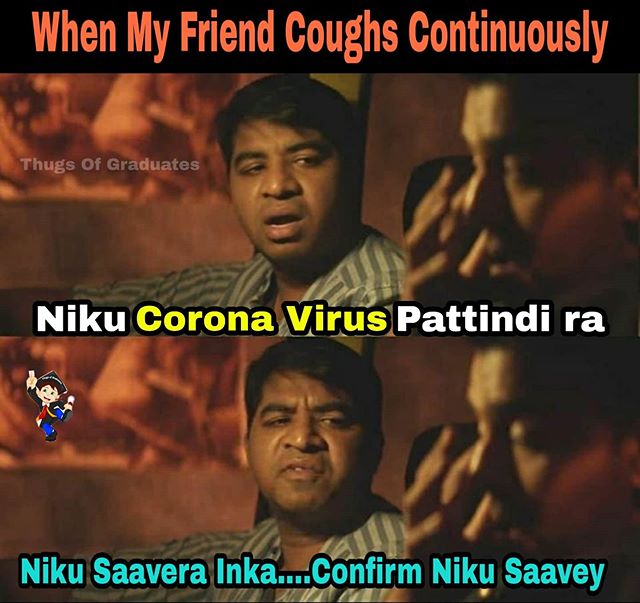 When My Friend Coughs Continuously
Thugs Of Graduates
Niku Corona Virus Pattindi ra
Niku Saavera Inka....Confirm Niku Saavey